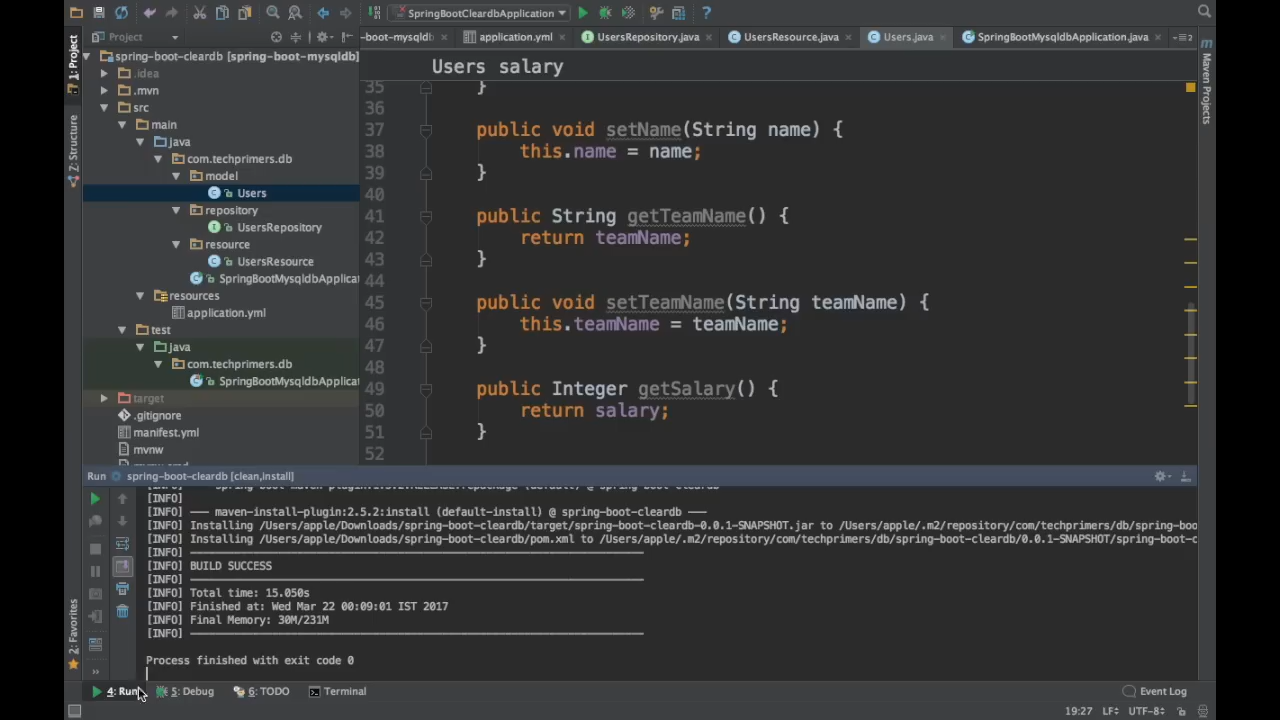 SpringBootCleardbApplication
Project
-boot-mysqldb
application.yml
UsersRepository.java
UsersResource.java
Users.java
SpringBootMysqldbApplication.java
2
1: Project
Z: Structure
2: Favorites
Maven Projects
spring-boot-cleardb [spring-boot-mysqldb]
.idea
.mvn
src
main
java
com.techprimers.db
model
Users
repository
UsersRepository
resource
UsersResource
SpringBootMysqldbApplica
resources
application.yml
test
java
com.techprimers.db
SpringBootMysqldbApplicat
target
.gitignore
manifest.yml
mvnw
Users salary
35 }
36
37 public void setName(String name) {
38 this.name = name;
39 }
40
41 public String getTeamName() {
42 return teamName;
43 }
44
45 public void setTeamName(String teamName) {
46 this.teamName = teamName;
47 }
48
49 public Integer getSalary() {
50 return salary;
51 }
52
Run spring-boot-cleardb [clean,install]
[INFO]
[INFO] --- maven-install-plugin:2.5.2:install (default-install) @ spring-boot-cleardb ---
[INFO] Installing /Users/apple/Downloads/spring-boot-cleardb/target/spring-boot-cleardb-0.0.1-SNAPSHOT.jar to /Users/apple/.m2/repository/com/techprimers/db/spring-boo
[INFO] Installing /Users/apple/Downloads/spring-boot-cleardb/pom.xml to /Users/apple/.m2/repository/com/techprimers/db/spring-boot-cleardb/0.0.1-SNAPSHOT/spring-boot-c
[INFO] ------------------------------------------------------------------------
[INFO] BUILD SUCCESS
[INFO] ------------------------------------------------------------------------
[INFO] Total time: 15.050s
[INFO] Finished at: Wed Mar 22 00:09:01 IST 2017
[INFO] Final Memory: 30M/231M
[INFO] ------------------------------------------------------------------------
Process finished with exit code 0
4: Run
5: Debug
6: TODO
Terminal
Event Log
19:27 LF UTF-8